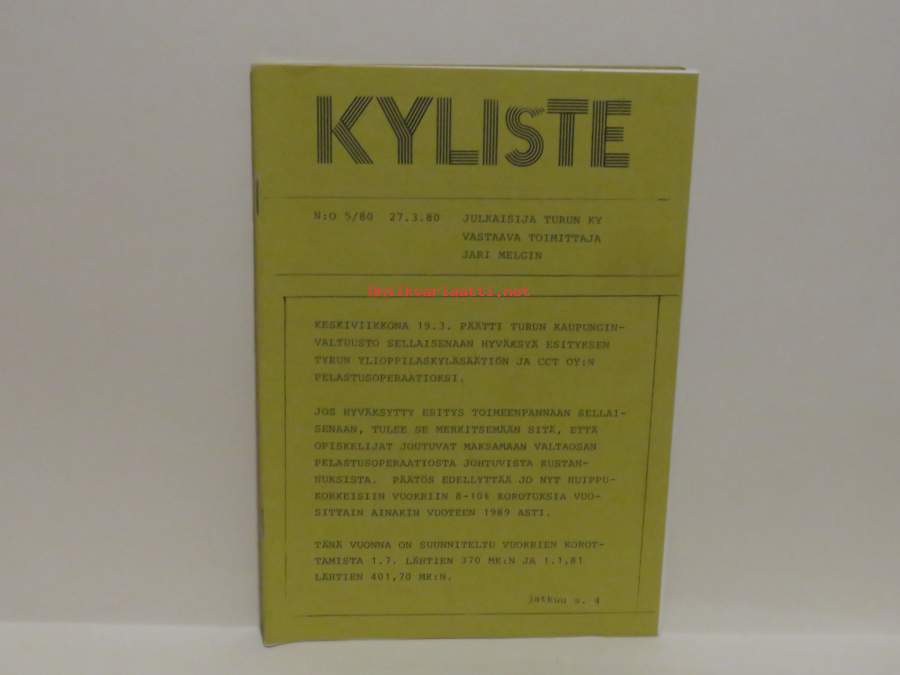 KYLISTE
N:O 5/80 27.3.80 JULKAISIJA TURUN KY
VASTAAVA TOIMITTAJA
JARI MELGIN
KESKIVIIKKONA 19.3. PÄÄTTI TURUN KAUPUNGIN-
VALTUUSTO SELLAISENAAN HYVÄKSYÄ ESITYKSEN
TYRUN YLIOPPILASKYLÄSÄÄTIÖN JA CCT OY:N
PELASTUSOPERAATIOKSI.
JOS HYVÄKSYTTY ESITYS TOIMEENPANNAAN SELLAI-
SENAAN, TULEE SE MERKITSEMÄÄN SITÄ, ETTÄ
OPISKELIJAT JOUTUVAT MAKSAMAAN VALTAOSAN
PELASTUSOPERAATIOSTA JOHTUVISTA KUSTAN-
NUKSISTA. PÄÄTÖS EDELLYTTÄÄ JO NYT HUIPPU-
KORKEISIIN VUOKRIIN 8-10% KOROTUKSIA VUO-
SITTAIN AINAKIN VUOTEEN 1989 ASTI.
TÄNÄ VUONNA ON SUUNNITELTU VUOKRIEN KOROT-
TAMISTA 1.7. LÄHTIEN 370 MK:N JA 1.1.81
LÄHTIEN 401,70 MK:N.
jatkuu s. 4